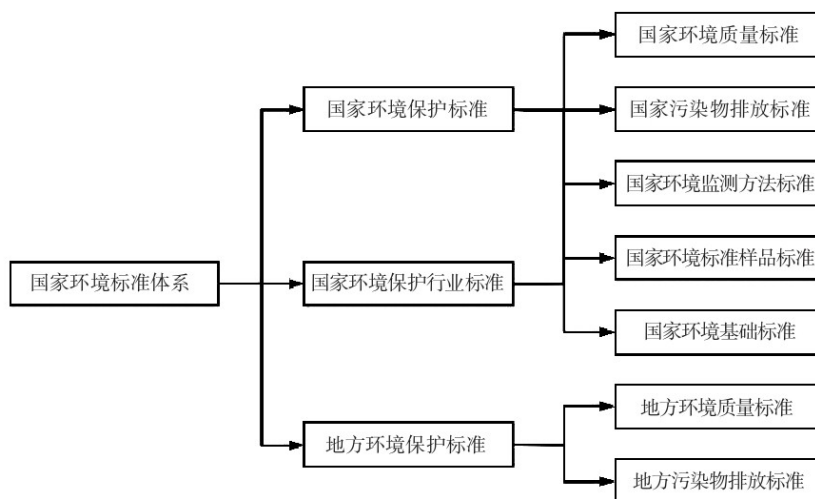 国家环境质量标准
国家环境保护标准
国家污染物排放标准
国家环境监测方法标准
国家环境标准体系
国家环境保护行业标准
国家环境标准样品标准
国家环境基础标准
地方环境保护标准
地方环境质量标准
地方污染物排放标准